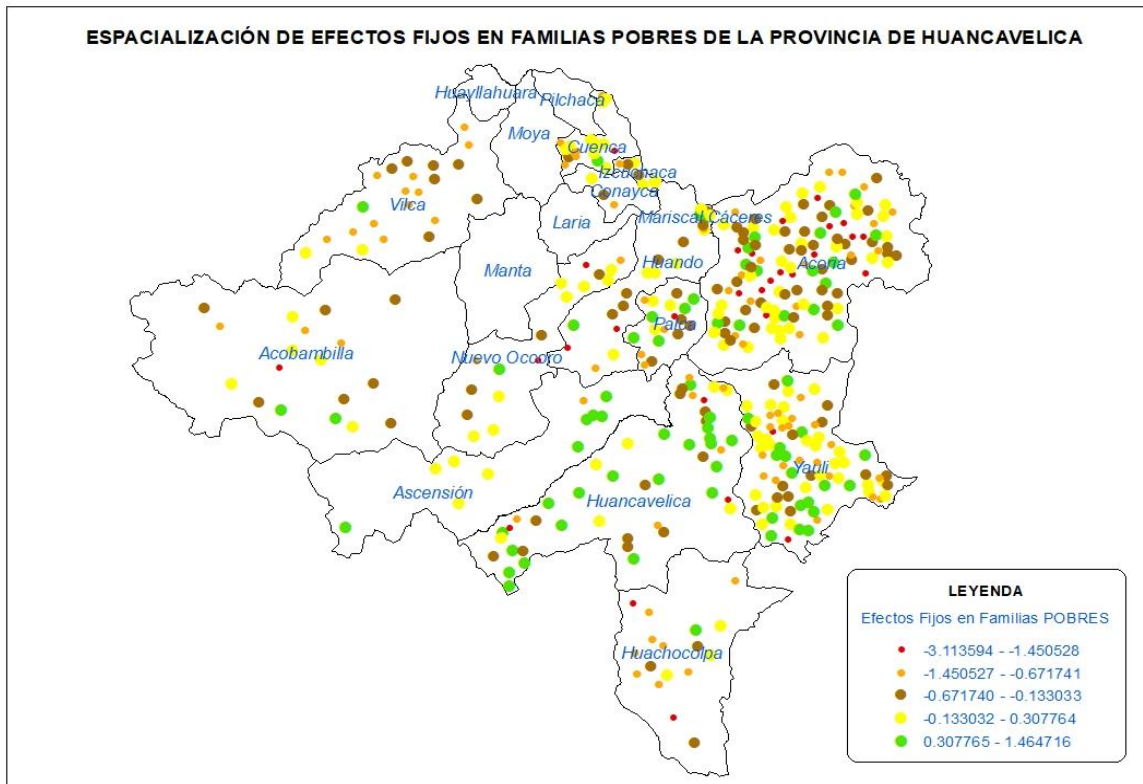 ESPACIALIZACIÓN DE EFECTOS FIJOS EN FAMILIAS POBRES DE LA PROVINCIA DE HUANCAVELICA
Huayllahuara
Pilchaca
Moya
Cuenca
Izcuchaca
Conayca
Vilca
Laria
Mariscal Cáceres
Manta
Huando
Acoria
Palca
Acobambilla
Nuevo Occoro
Yauli
Ascensión
Huancavelica
Huachocolpa
LEYENDA
Efectos Fijos en Familias POBRES
-3.113594 - -1.450528
-1.450527 - -0.671741
-0.671740 - -0.133033
-0.133032 - 0.307764
0.307765 - 1.464716